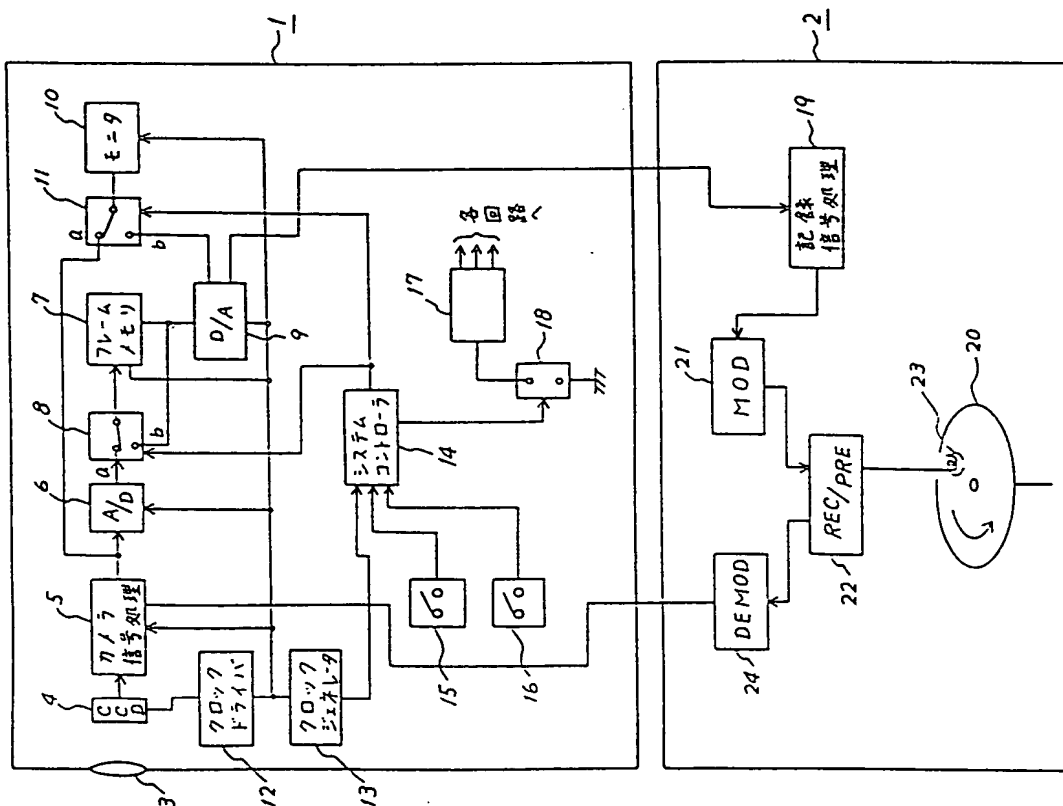 1
2
3
4
CCD
5
カメラ
信号処理
6
A/D
8
a
b
7
フレーム
メモリ
11
a
b
10
モニタ
D/A
9
12
クロック
ドライバ
13
クロック
ジェネレータ
システム
コントローラ
14
15
16
17
各回路へ
18
19
記録
信号処理
21
MOD
22
REC/PRE
24
DEMOD
23
20